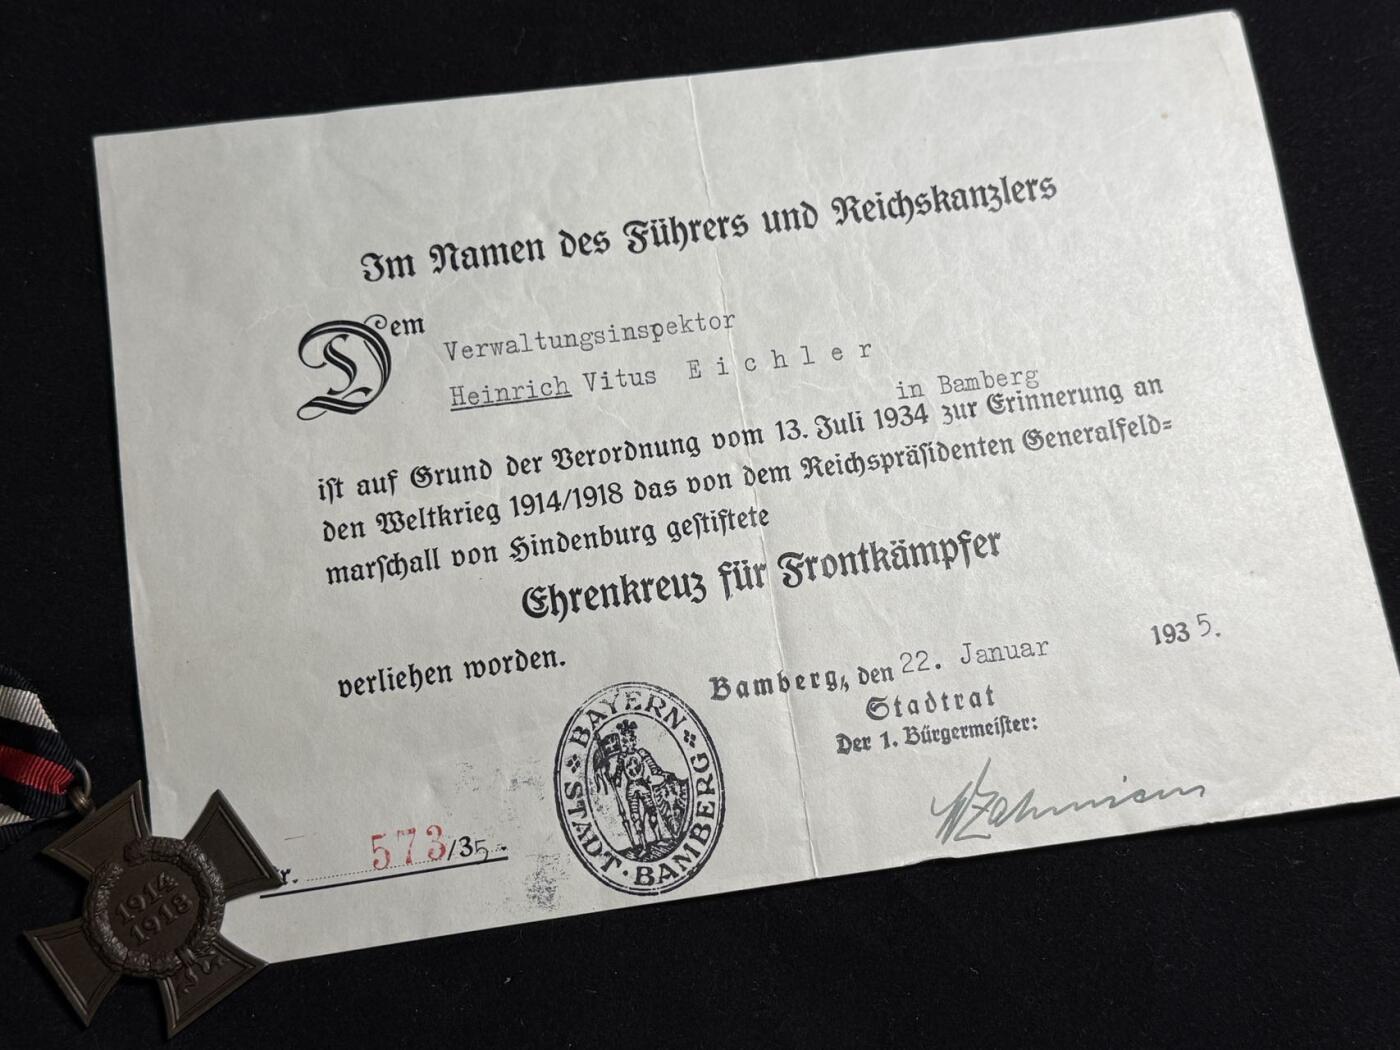 Im Namen des Führers und Reichskanzlers
Dem Verwaltungsinspektor
Heinrich Vitus Eichler
in Bamberg
ist auf Grund der Verordnung vom 13. Juli 1934 zur Erinnerung an
den Weltkrieg 1914/1918 das von dem Reichspräsidenten Generalfeld=
marschall von Hindenburg gestiftete
Ehrenkreuz für Frontkämpfer
verliehen worden.
Bamberg, den 22. Januar 1935.
Stadtrat
Der 1. Bürgermeister:
BAYERN
STADT · BAMBERG
573/35.
1914
1918